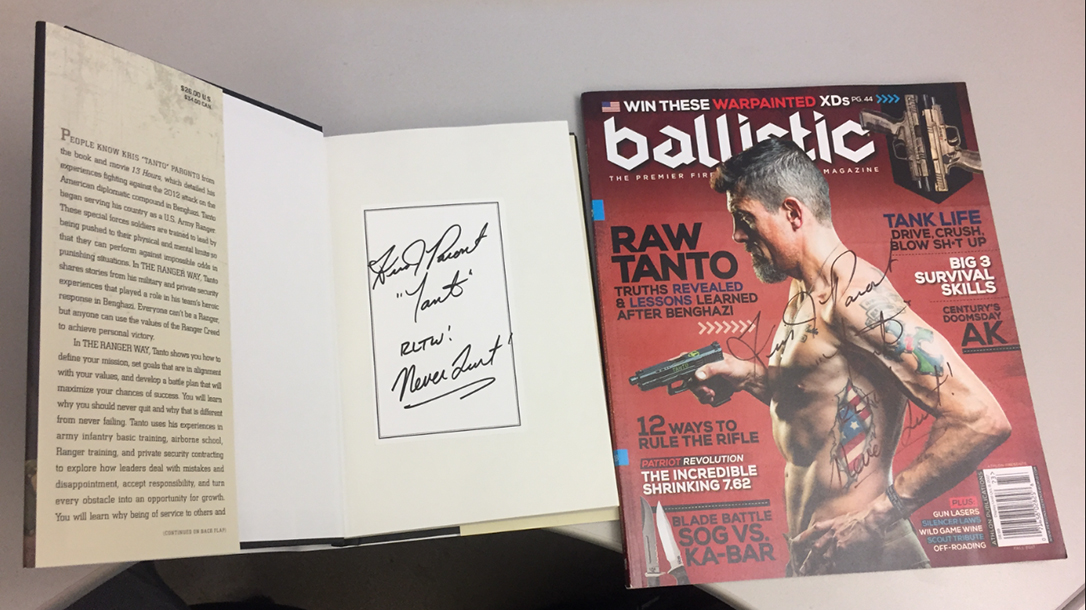 $26.00 U.S.
$34.00 CAN.
PEOPLE KNOW KRIS "TANTO" PARONTO from
the book and movie 13 Hours, which detailed his
experiences fighting against the 2012 attack on the
American diplomatic compound in Benghazi. Tanto
began serving his country as a U.S. Army Ranger.
These special forces soldiers are trained to lead by
being pushed to their physical and mental limits so
that they can perform against impossible odds in
punishing situations. In THE RANGER WAY, Tanto
shares stories from his military and private security
experiences that played a role in his team's heroic
response in Benghazi. Everyone can't be a Ranger,
but anyone can use the values of the Ranger Creed
to achieve personal victory.
In THE RANGER WAY, Tanto shows you how to
define your mission, set goals that are in alignment
with your values, and develop a battle plan that will
maximize your chances of success. You will learn
why you should never quit and why that is different
from never failing. Tanto uses his experiences in
army infantry basic training, airborne school,
Ranger training, and private security contracting
to explore how leaders deal with mistakes and
disappointment, accept responsibility, and turn
every obstacle into an opportunity for growth.
You will learn why being of service to others and
(CONTINUED ON BACK FLAP)
Paronto
"Tanto"
RLTW!
Never Quit!
WIN THESE WARPAINTED XDs PG. 44
ballistic
THE PREMIER MAGAZINE
RAW
TANTO
TRUTHS REVEALED
& LESSONS LEARNED
AFTER BENGHAZI
12 WAYS TO
RULE THE RIFLE
PATRIOT REVOLUTION
THE INCREDIBLE
SHRINKING 7.62
BLADE BATTLE
SOG VS.
KA-BAR
TANK LIFE
DRIVE, CRUSH,
BLOW SH*T UP
BIG 3
SURVIVAL
SKILLS
CENTURY'S
DOOMSDAY
AK
PLUS:
GUN LASERS
SILENCER LAWS
WILD GAME WINE
SCOUT TRIBUTE
OFF-ROADING